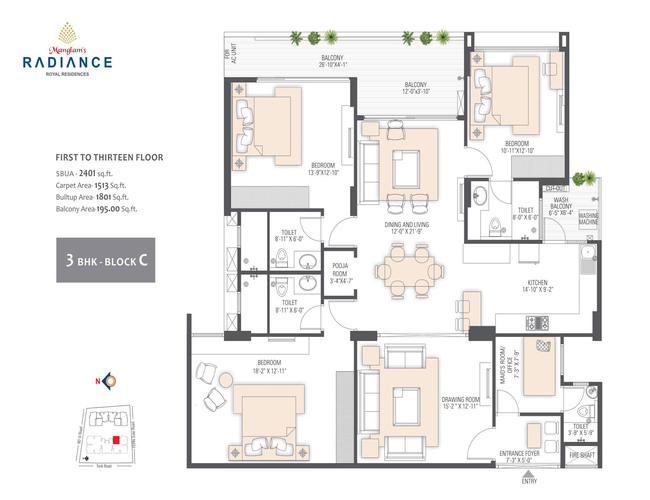 Manglam's
RADIANCE
ROYAL RESIDENCES
FIRST TO THIRTEEN FLOOR
SBUA - 2401 sq.ft.
Carpet Area- 1513 Sq.ft.
Builtup Area- 1801 Sq.ft.
Balcony Area-195.00 Sq.ft.
3 BHK - BLOCK C
N
Tonk Road
FOR
AC UNIT
BALCONY
26'-10"X4'-1"
BALCONY
12'-0"x3'-10"
BEDROOM
13'-9"X12'-10"
BEDROOM
10'-11"X12'-10"
DINING AND LIVING
12'-0" X 21'-9"
TOILET
8'-0" X 6'-0"
CUT-OUT
WASH
BALCONY
6'-5" X8'-4"
WASHING
MACHINE
TOILET
8'-11" X 6'-0"
POOJA
ROOM
3'-4"X4'-7"
TOILET
8'-11" X 6'-0"
KITCHEN
14'-10" X 9'-2"
BEDROOM
18'-2" X 12'-11"
DRAWING ROOM
15'-2" X 12'-11"
MAID'S ROOM/
OFFICE
7'-3" X 7'-9"
TOILET
3'-9" X 5'-9"
ENTRANCE FOYER
7'-3" X 5'-0"
FIRE SHAFT
ENTRY